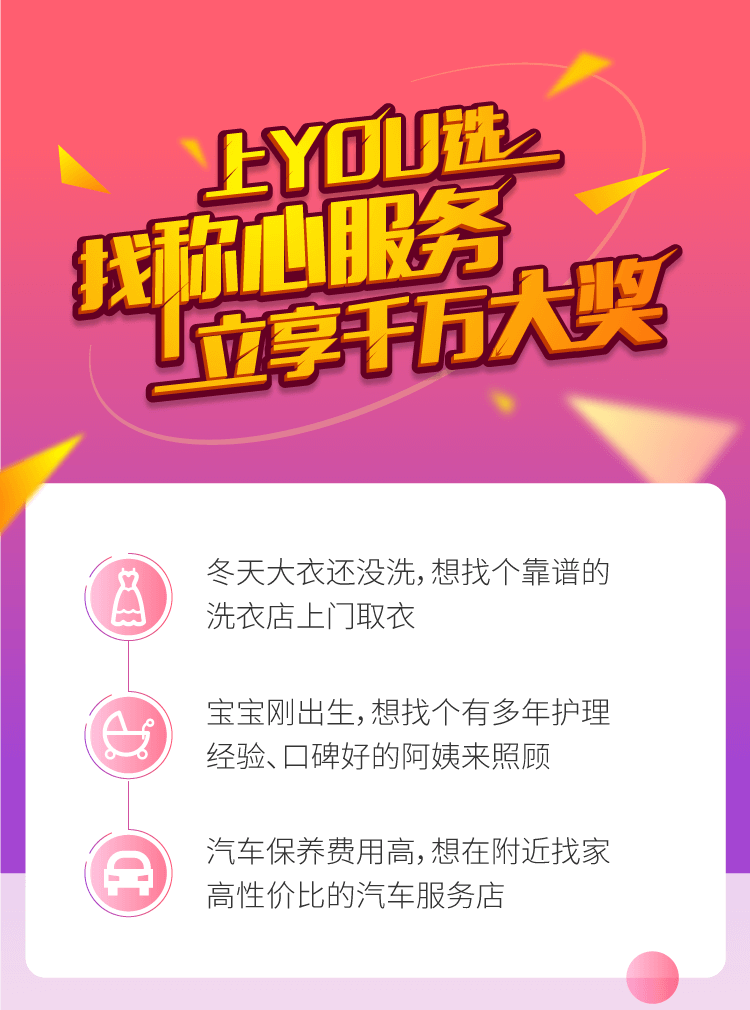 上YOU选
找称心服务
立享千万大奖
冬天大衣还没洗，想找个靠谱的
洗衣店上门取衣
宝宝刚出生，想找个有多年护理
经验、口碑好的阿姨来照顾
汽车保养费用高，想在附近找家
高性价比的汽车服务店